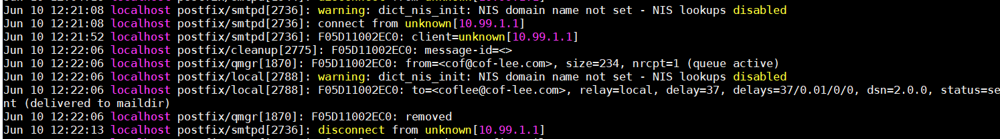 Jun 10 12:21:08 localhost postfix/smtpd[2736]: warning: dict_nis_init: NIS domain name not set - NIS lookups disabled
Jun 10 12:21:08 localhost postfix/smtpd[2736]: connect from unknown[10.99.1.1]
Jun 10 12:21:52 localhost postfix/smtpd[2736]: F05D11002EC0: client=unknown[10.99.1.1]
Jun 10 12:22:06 localhost postfix/cleanup[2775]: F05D11002EC0: message-id=<>
Jun 10 12:22:06 localhost postfix/qmgr[1870]: F05D11002EC0: from=<cof@cof-lee.com>, size=234, nrcpt=1 (queue active)
Jun 10 12:22:06 localhost postfix/local[2788]: warning: dict_nis_init: NIS domain name not set - NIS lookups disabled
Jun 10 12:22:06 localhost postfix/local[2788]: F05D11002EC0: to=<coflee@cof-lee.com>, relay=local, delay=37, delays=37/0.01/0/0, dsn=2.0.0, status=se
nt (delivered to maildir)
Jun 10 12:22:06 localhost postfix/qmgr[1870]: F05D11002EC0: removed
Jun 10 12:22:13 localhost postfix/smtpd[2736]: disconnect from unknown[10.99.1.1]